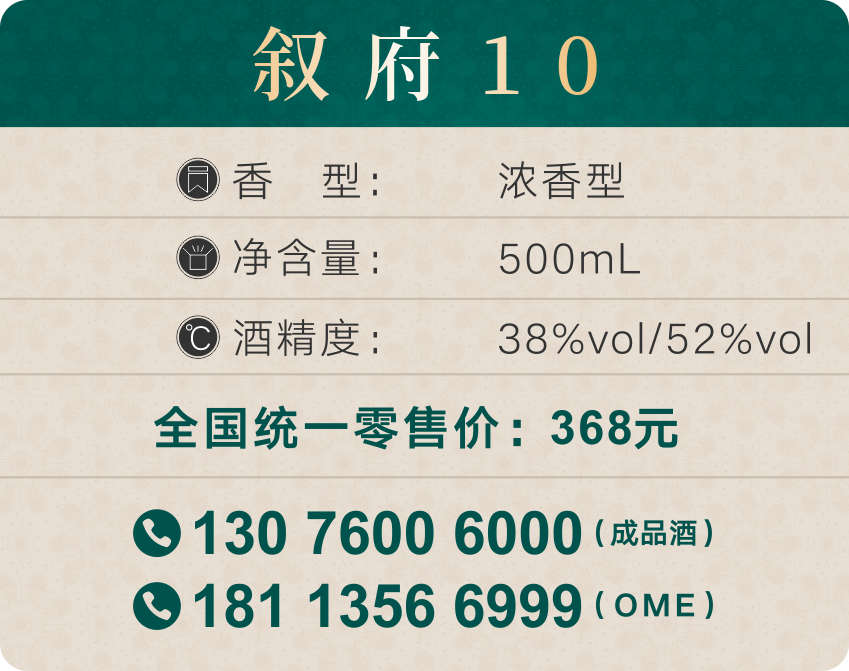 叙府10
香 型： 浓香型
净含量： 500mL
℃ 酒精度： 38%vol/52%vol
全国统一零售价：368元
130 7600 6000（成品酒）
181 1356 6999（OME）